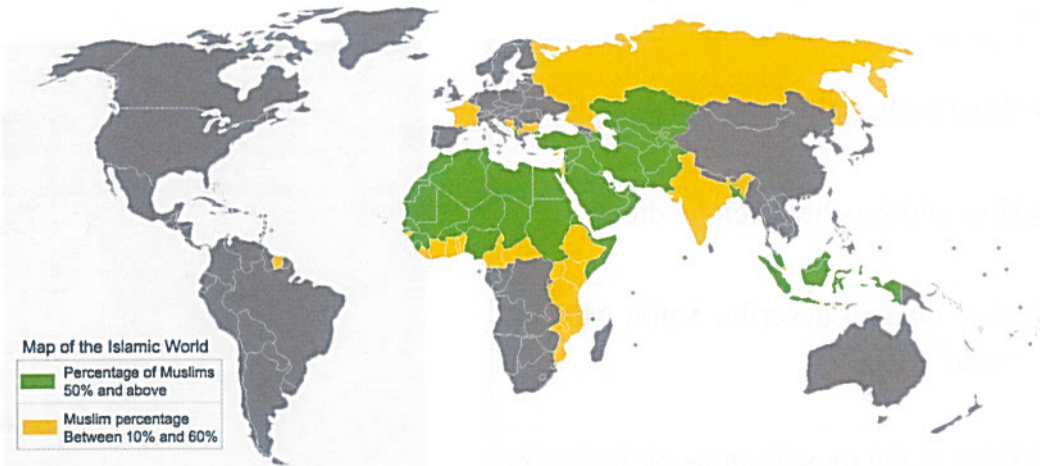 Map of the Islamic World
Percentage of Muslims
50% and above
Muslim percentage
Between 10% and 60%